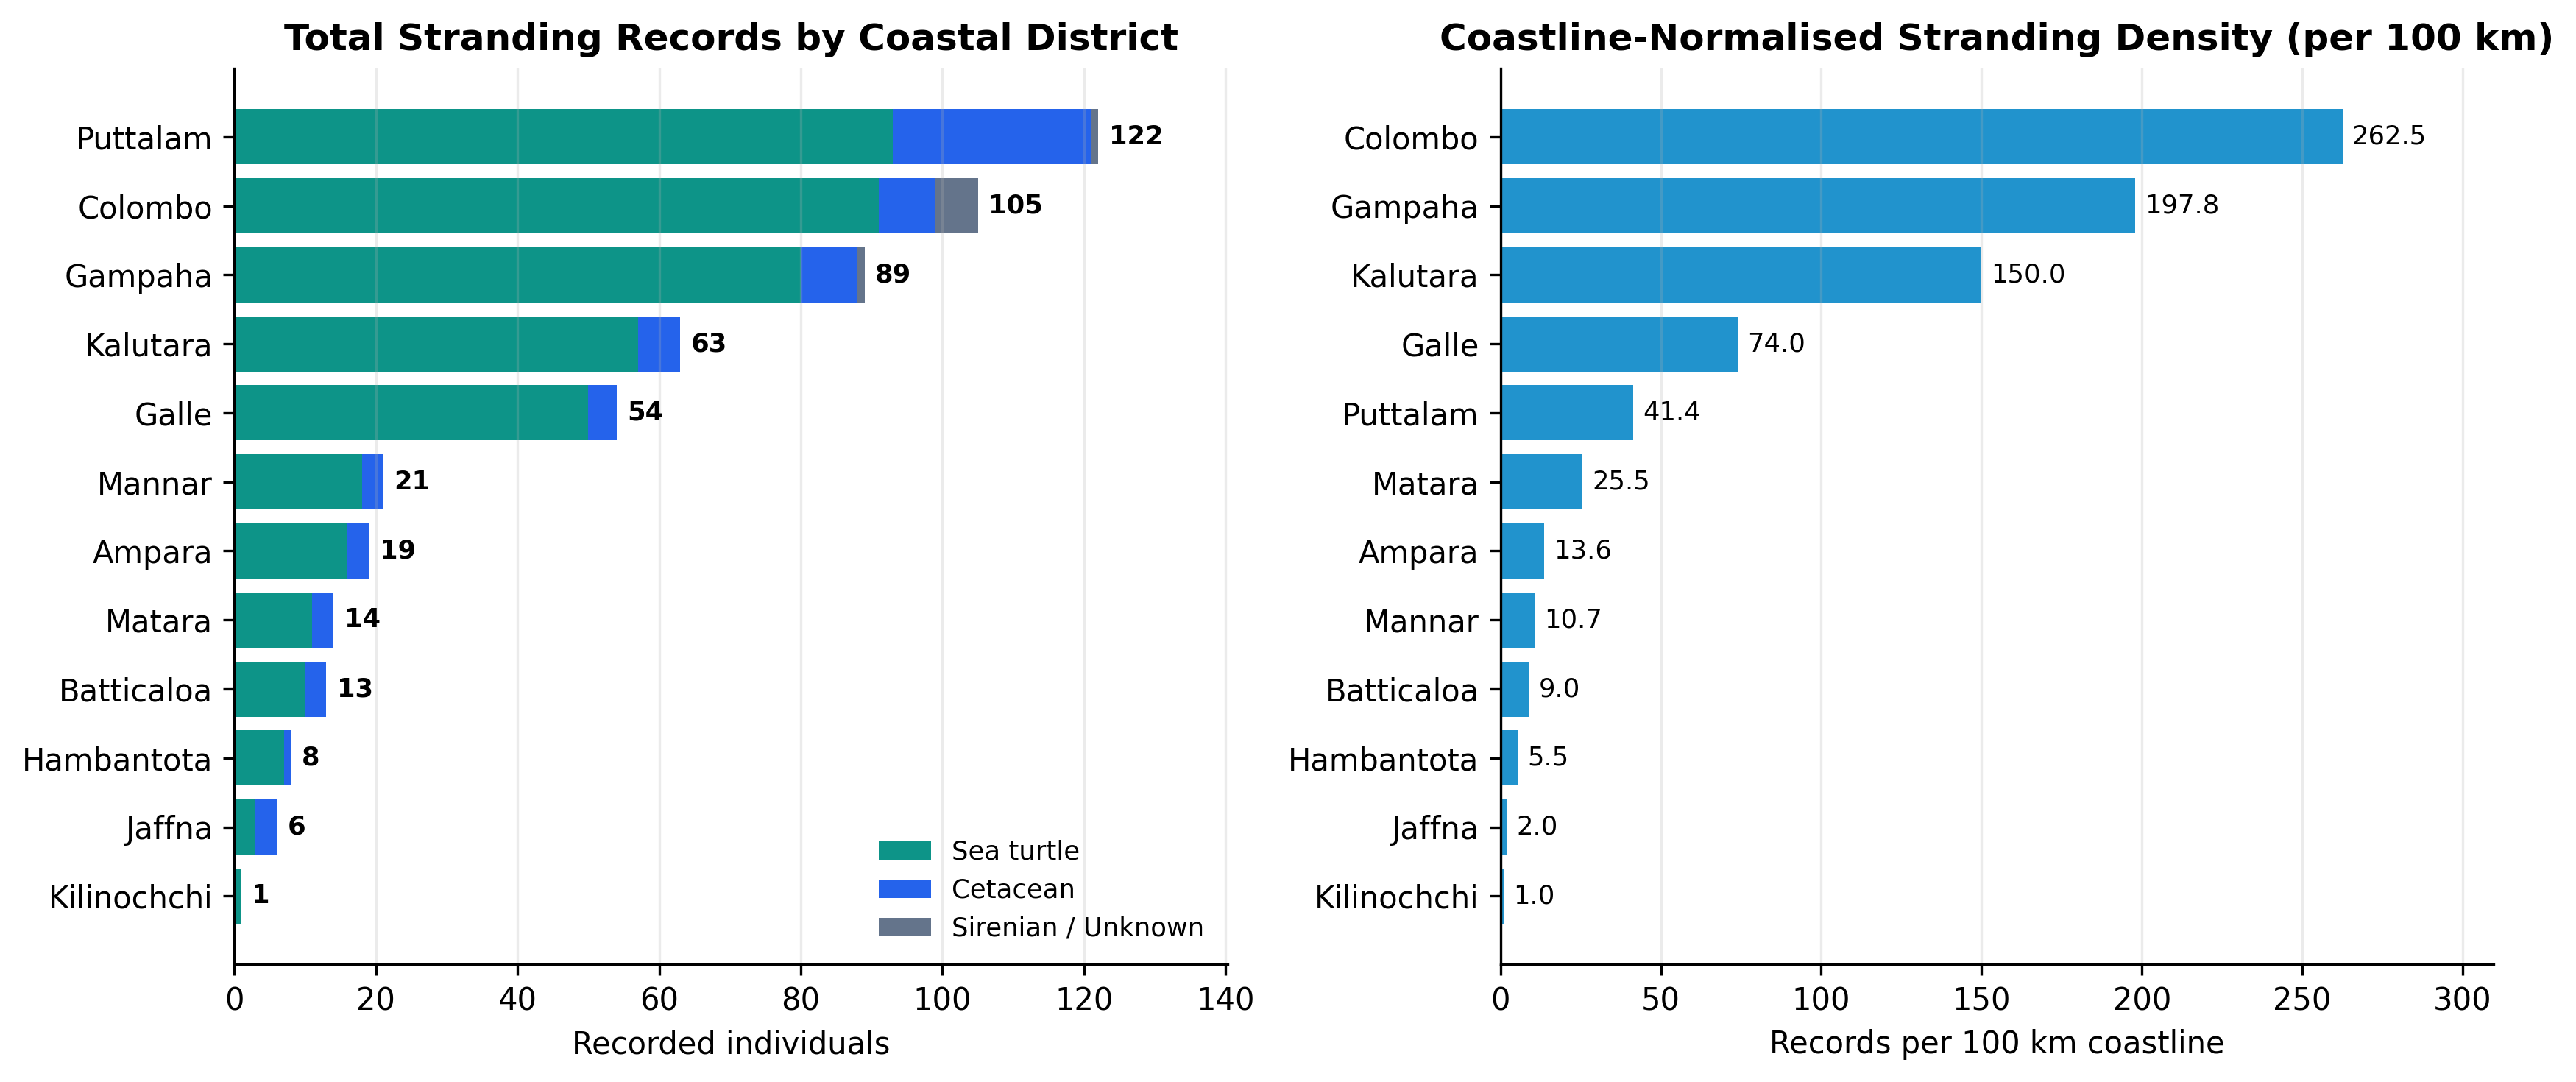 Total Stranding Records by Coastal District
Puttalam 122
Colombo 105
Gampaha 89
Kalutara 63
Galle 54
Mannar 21
Ampara 19
Matara 14
Batticaloa 13
Hambantota 8
Jaffna 6
Kilinochchi 1
Sea turtle
Cetacean
Sirenian / Unknown
0 20 40 60 80 100 120 140
Recorded individuals
Coastline-Normalised Stranding Density (per 100 km)
Colombo 262.5
Gampaha 197.8
Kalutara 150.0
Galle 74.0
Puttalam 41.4
Matara 25.5
Ampara 13.6
Mannar 10.7
Batticaloa 9.0
Hambantota 5.5
Jaffna 2.0
Kilinochchi 1.0
0 50 100 150 200 250 300
Records per 100 km coastline